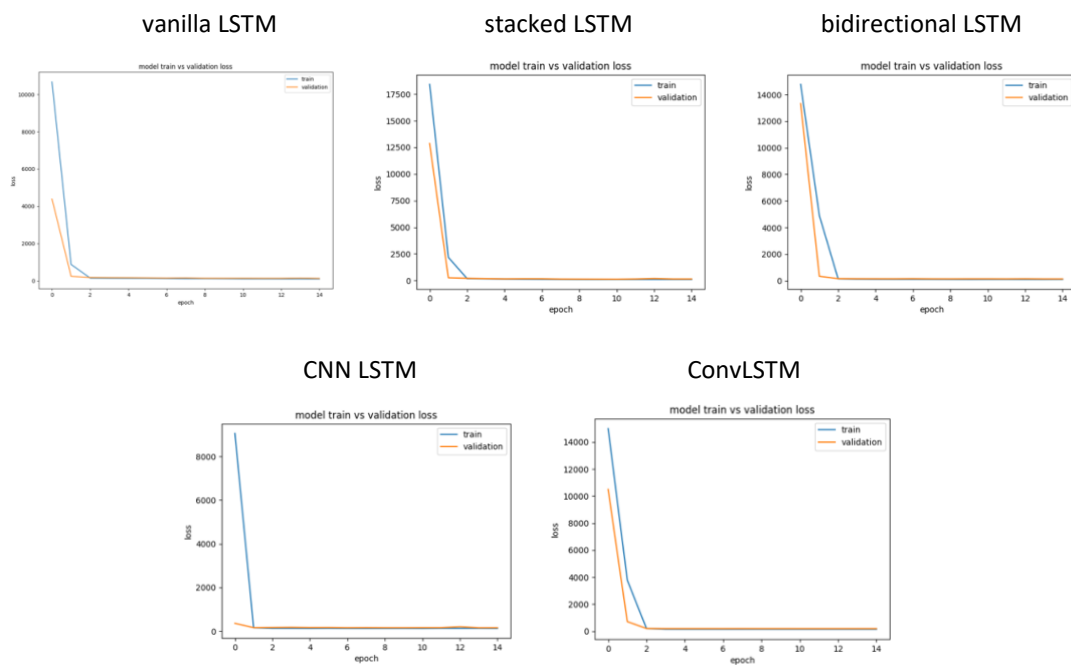 vanilla LSTM
stacked LSTM
bidirectional LSTM
model train vs validation loss
train
validation
10000
8000
6000
4000
2000
0
loss
0 2 4 6 8 10 12 14
epoch
model train vs validation loss
train
validation
17500
15000
12500
10000
7500
5000
2500
0
loss
0 2 4 6 8 10 12 14
epoch
model train vs validation loss
train
validation
14000
12000
10000
8000
6000
4000
2000
0
loss
0 2 4 6 8 10 12 14
epoch
CNN LSTM
ConvLSTM
model train vs validation loss
train
validation
8000
6000
4000
2000
0
loss
0 2 4 6 8 10 12 14
epoch
model train vs validation loss
train
validation
14000
12000
10000
8000
6000
4000
2000
0
loss
0 2 4 6 8 10 12 14
epoch